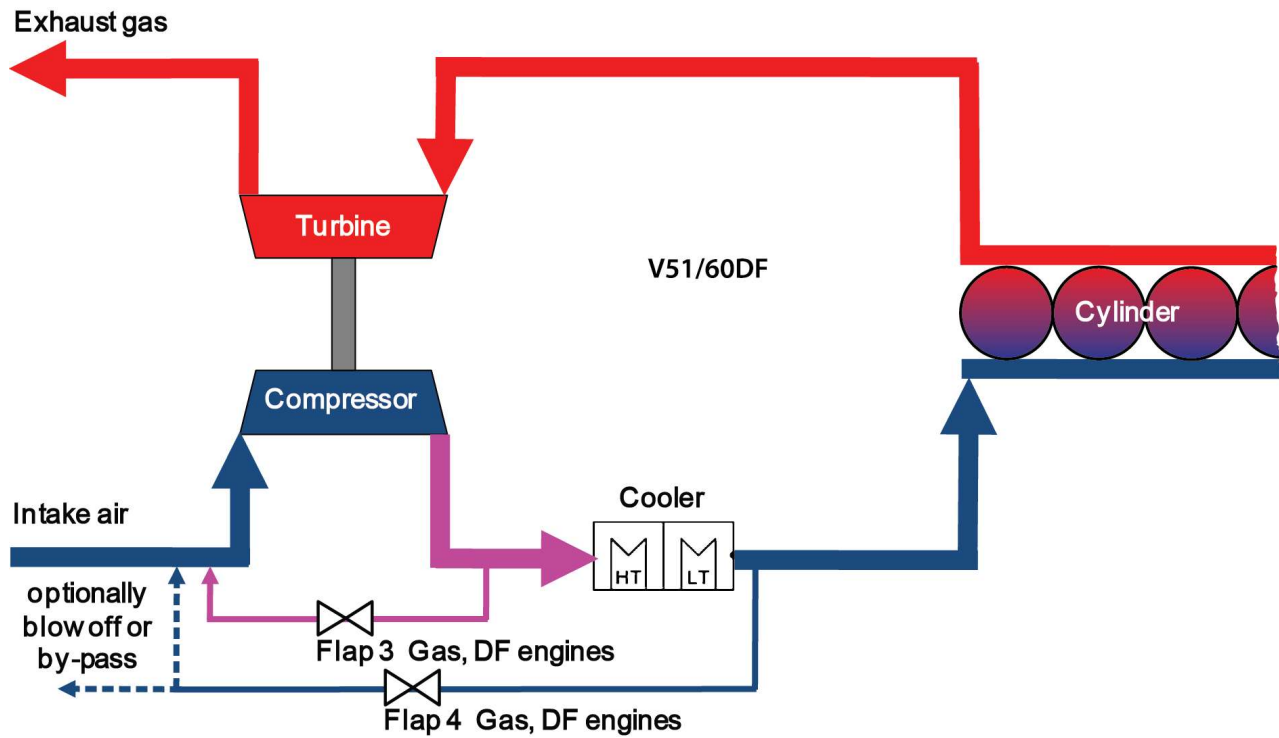 Exhaust gas
Turbine
V51/60DF
Cylinder
Compressor
Cooler
Intake air
HT
LT
optionally
blow off or
by-pass
Flap 3 Gas, DF engines
Flap 4 Gas, DF engines